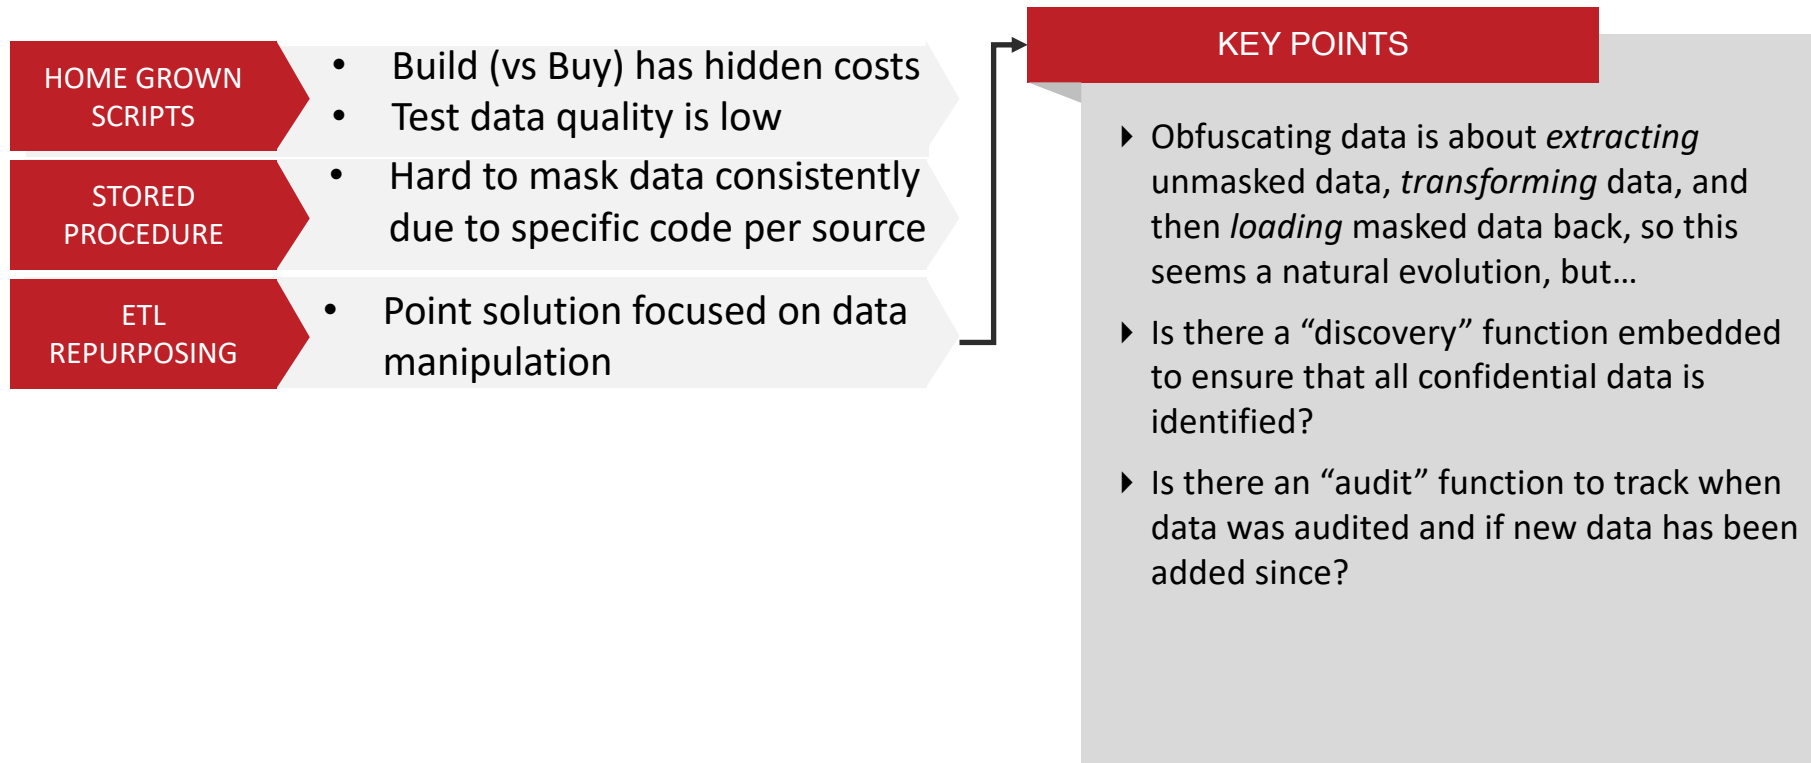 HOME GROWN
SCRIPTS
• Build (vs Buy) has hidden costs
• Test data quality is low
STORED
PROCEDURE
• Hard to mask data consistently
due to specific code per source
ETL
REPURPOSING
• Point solution focused on data
manipulation
KEY POINTS
Obfuscating data is about extracting
unmasked data, transforming data, and
then loading masked data back, so this
seems a natural evolution, but…
Is there a “discovery” function embedded
to ensure that all confidential data is
identified?
Is there an “audit” function to track when
data was audited and if new data has been
added since?